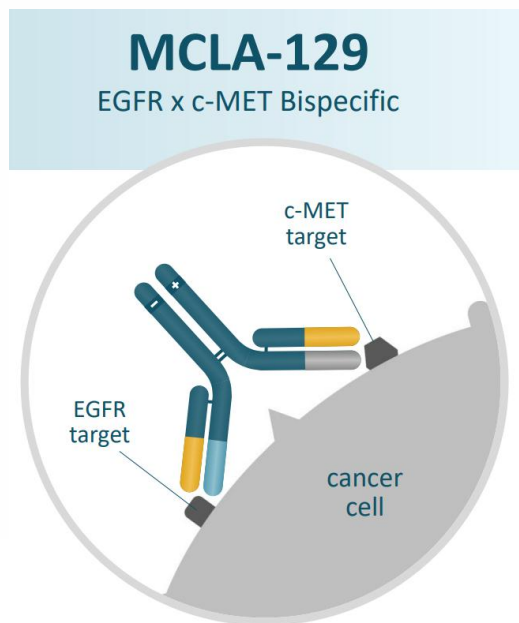 MCLA-129
EGFR x c-MET Bispecific
c-MET
target
+
-
EGFR
target
cancer
cell